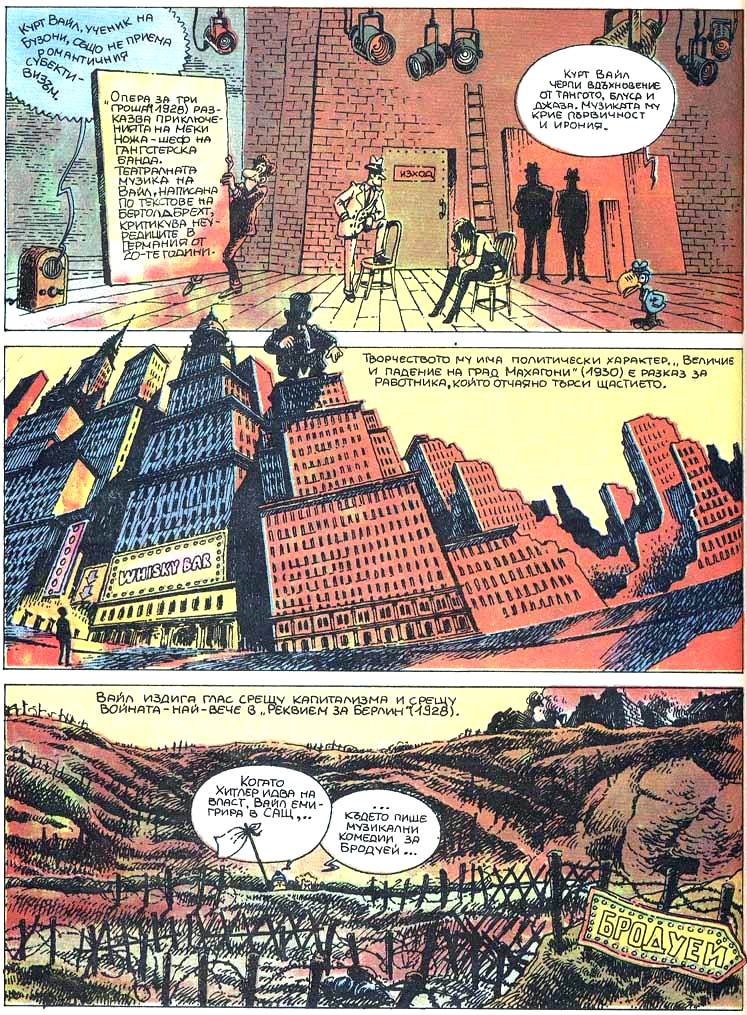 КУРТ ВАЙЛ, УЧЕНИК НА
БУЗОНИ, СЪЩО НЕ ПРИЕМА
РОМАНТИЧНИЯ
СУБЕКТИ-
ВИЗЪМ.
„ОПЕРА ЗА ТРИ
ГРОША"(1928) РАЗ-
КАЗВА ПРИКЛЮЧЕ-
НИЯТА НА МЕКИ
НОЖА-ШЕФ НА
ГАНГСТЕРСКА
БАНДА.
ТЕАТРАЛНАТА
МУЗИКА НА
ВАЙЛ, НАПИСАНА
ПО ТЕКСТОВЕ НА
БЕРТОЛД БРЕХТ,
КРИТИКУВА НЕУ-
РЕДИЦИТЕ В
ГЕРМАНИЯ ОТ
20-ТЕ ГОДИНИ.
ИЗХОД
КУРТ ВАЙЛ
ЧЕРПИ ВДЪХНОВЕНИЕ
ОТ ТАНГОТО, БЛУСА И
ДЖАЗА. МУЗИКАТА МУ
КРИЕ ПЪРВИЧНОСТ
И ИРОНИЯ.
ТВОРЧЕСТВОТО МУ ИМА ПОЛИТИЧЕСКИ ХАРАКТЕР. „ВЕЛИЧИЕ
И ПАДЕНИЕ НА ГРАД МАХАГОНИ" (1930) Е РАЗКАЗ ЗА
РАБОТНИКА, КОЙТО ОТЧАЯНО ТЪРСИ ЩАСТИЕТО.
WHISKY BAR
ВАЙЛ ИЗДИГА ГЛАС СРЕЩУ КАПИТАЛИЗМА И СРЕЩУ
ВОЙНАТА-НАЙ-ВЕЧЕ В „РЕКВИЕМ ЗА БЕРЛИН"(1928).
КОГАТО
ХИТЛЕР ИДВА НА
ВЛАСТ, ВАЙЛ ЕМИ-
ГРИРА В САЩ,..
...
КЪДЕТО ПИШЕ
МУЗИКАЛНИ
КОМЕДИИ ЗА
БРОДУЕЙ ...
БРОДУЕЙ